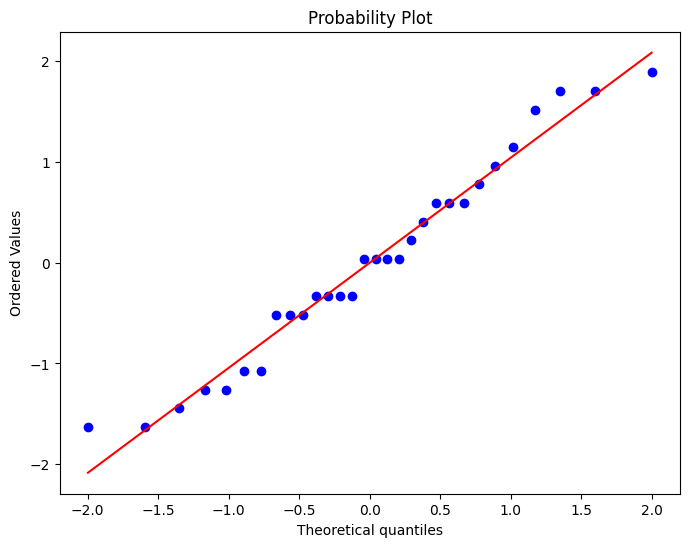 Probability Plot
Ordered Values
2
1
0
−1
−2
−2.0 −1.5 −1.0 −0.5 0.0 0.5 1.0 1.5 2.0
Theoretical quantiles